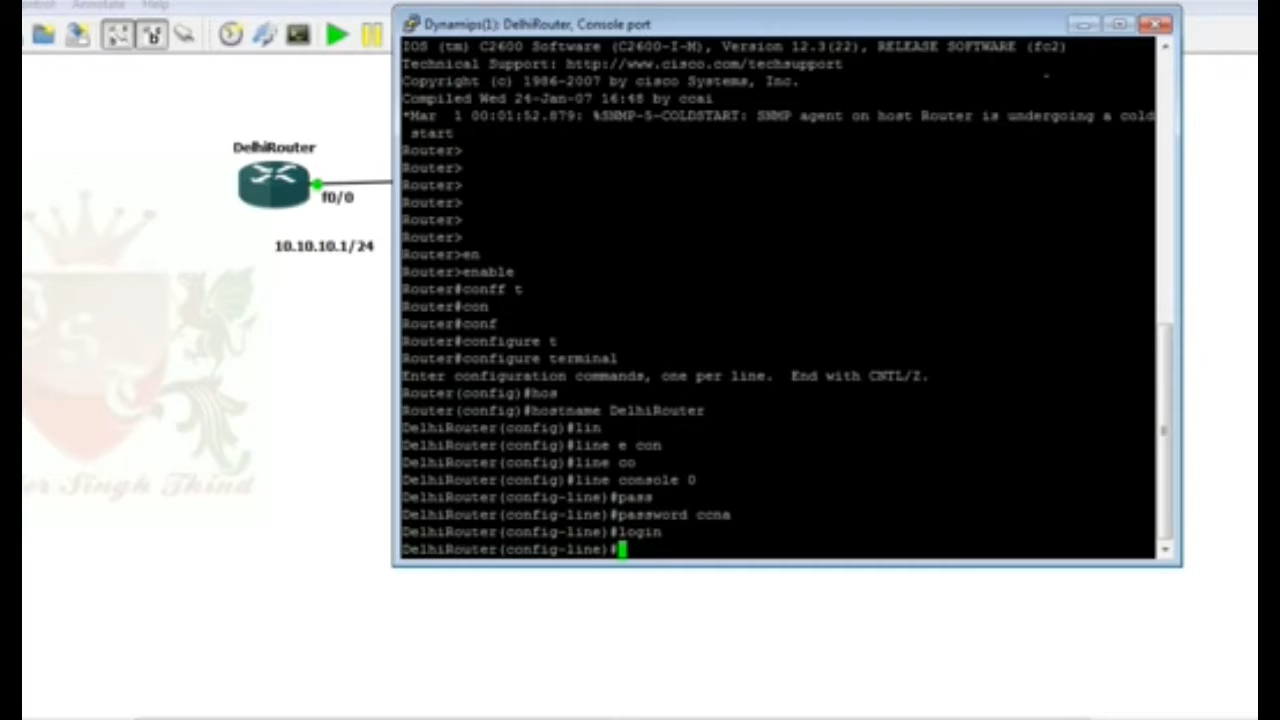 Control Annotate Help
Dynamips(1): DelhiRouter, Console port
IOS (tm) C2600 Software (C2600-I-M), Version 12.3(22), RELEASE SOFTWARE (fc2)
Technical Support: http://www.cisco.com/techsupport
Copyright (c) 1986-2007 by cisco Systems, Inc.
Compiled Wed 24-Jan-07 16:48 by ccai
*Mar  1 00:01:52.879: %SNMP-5-COLDSTART: SNMP agent on host Router is undergoing a cold
 start
Router>
Router>
Router>
Router>
Router>
Router>
Router>en
Router>enable
Router#conff t
Router#con
Router#conf
Router#configure t
Router#configure terminal
Enter configuration commands, one per line.  End with CNTL/Z.
Router(config)#hos
Router(config)#hostname DelhiRouter
DelhiRouter(config)#lin
DelhiRouter(config)#line e con
DelhiRouter(config)#line co
DelhiRouter(config)#line console 0
DelhiRouter(config-line)#pass
DelhiRouter(config-line)#password ccna
DelhiRouter(config-line)#login
DelhiRouter(config-line)#
DelhiRouter
f0/0
10.10.10.1/24
Singh Thind